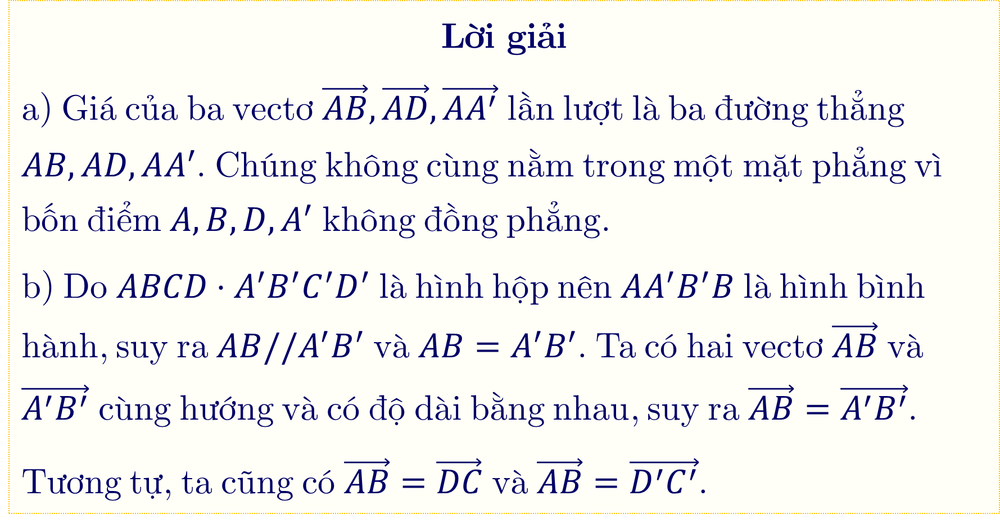 Lời giải
a) Giá của ba vectơ $\overrightarrow{AB}, \overrightarrow{AD}, \overrightarrow{AA'}$ lần lượt là ba đường thẳng
$AB, AD, AA'$. Chúng không cùng nằm trong một mặt phẳng vì
bốn điểm $A, B, D, A'$ không đồng phẳng.
b) Do $ABCD \cdot A'B'C'D'$ là hình hộp nên $AA'B'B$ là hình bình
hành, suy ra $AB//A'B'$ và $AB = A'B'$. Ta có hai vectơ $\overrightarrow{AB}$ và
$\overrightarrow{A'B'}$ cùng hướng và có độ dài bằng nhau, suy ra $\overrightarrow{AB} = \overrightarrow{A'B'}$.
Tương tự, ta cũng có $\overrightarrow{AB} = \overrightarrow{DC}$ và $\overrightarrow{AB} = \overrightarrow{D'C'}$.